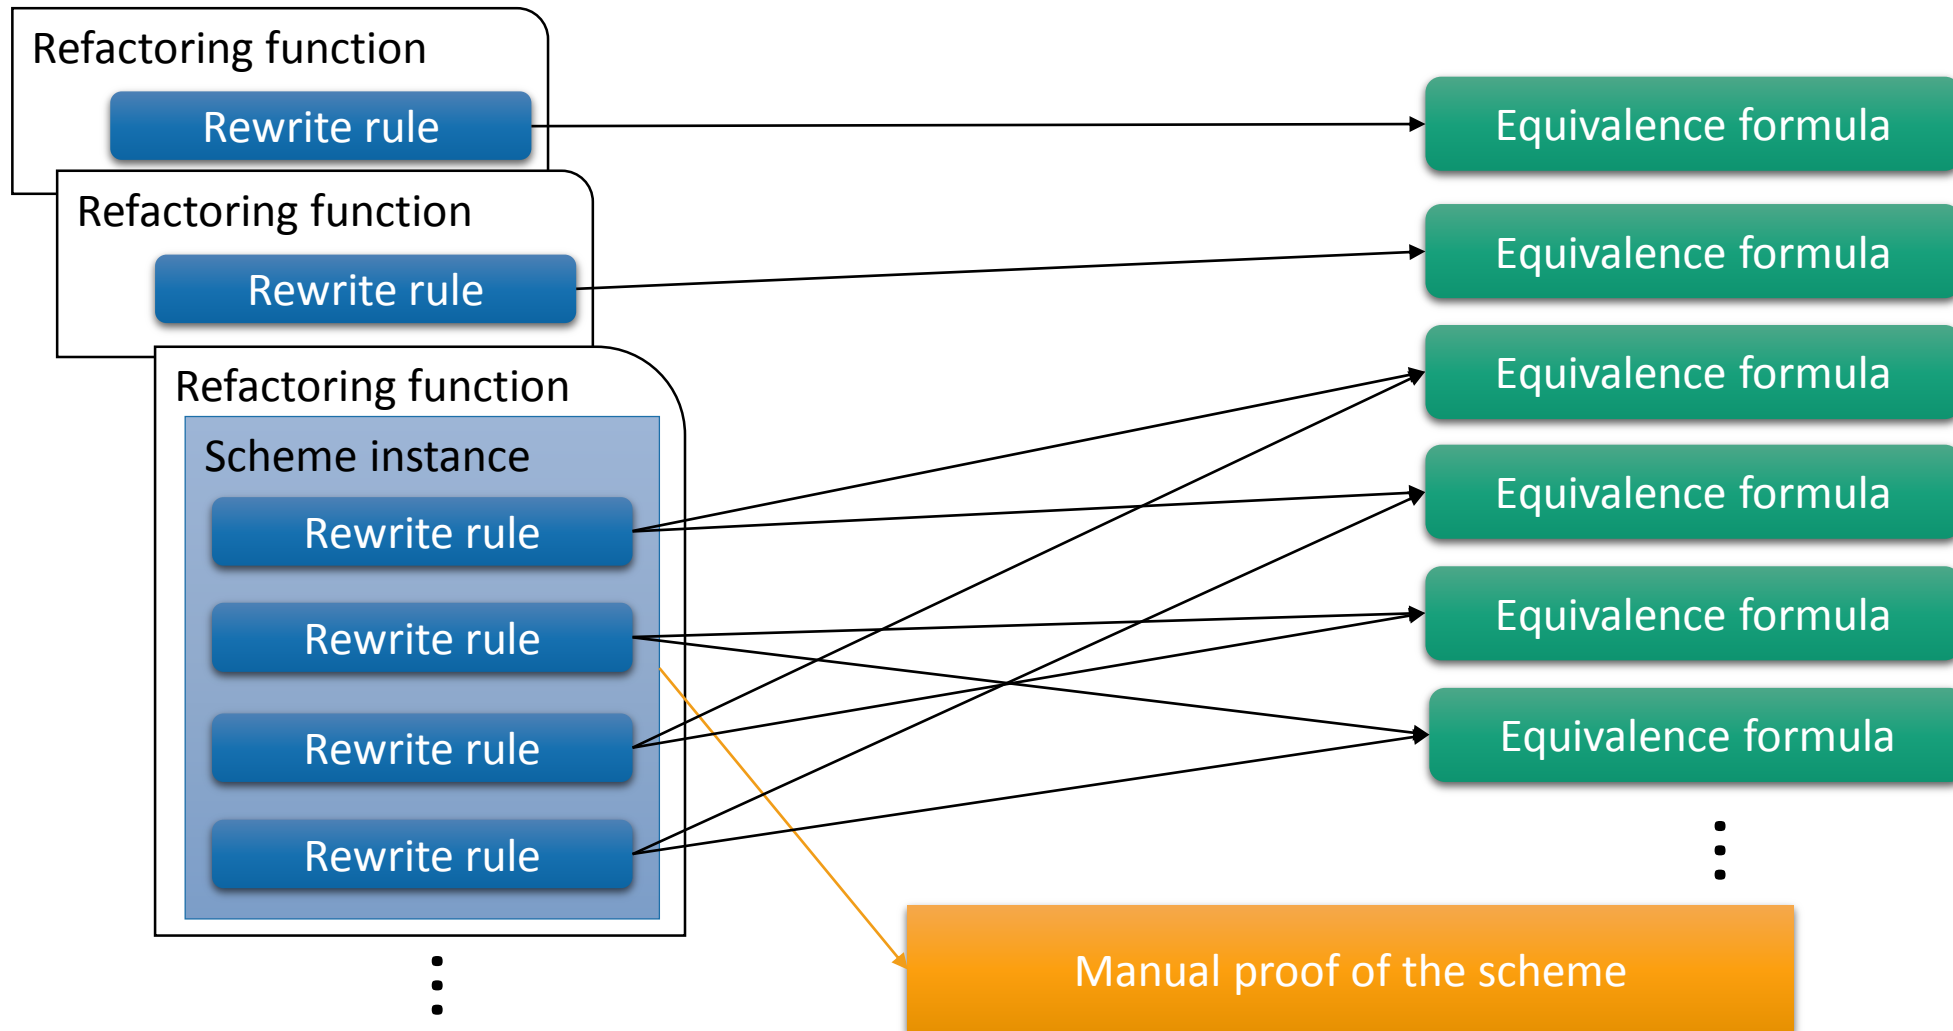 Refactoring function
Rewrite rule
Refactoring function
Rewrite rule
Refactoring function
Scheme instance
Rewrite rule
Rewrite rule
Rewrite rule
Rewrite rule
Equivalence formula
Equivalence formula
Equivalence formula
Equivalence formula
Equivalence formula
Equivalence formula
Manual proof of the scheme